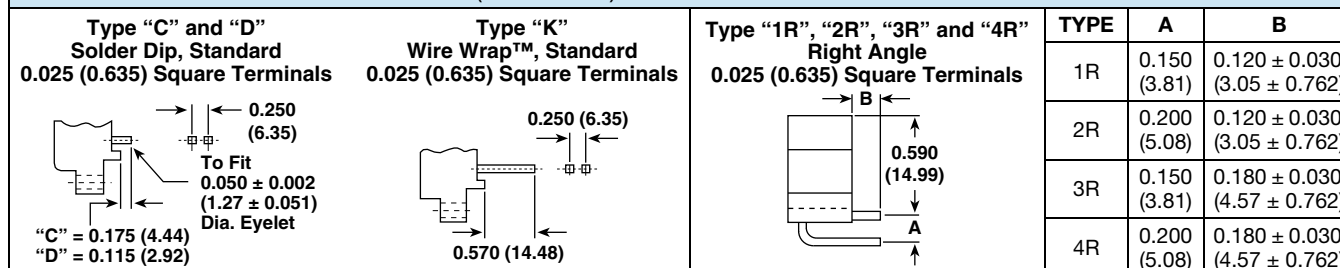 Type “C” and “D”
Solder Dip, Standard
0.025 (0.635) Square Terminals
0.250
(6.35)
To Fit
0.050 ± 0.002
(1.27 ± 0.051)
Dia. Eyelet
“C” = 0.175 (4.44)
“D” = 0.115 (2.92)
Type “K”
Wire Wrap™, Standard
0.025 (0.635) Square Terminals
0.250 (6.35)
0.570 (14.48)
Type “1R”, “2R”, “3R” and “4R”
Right Angle
0.025 (0.635) Square Terminals
B
0.590
(14.99)
A
TYPE A B
1R 0.150 (3.81) 0.120 ± 0.030 (3.05 ± 0.762)
2R 0.200 (5.08) 0.120 ± 0.030 (3.05 ± 0.762)
3R 0.150 (3.81) 0.180 ± 0.030 (4.57 ± 0.762)
4R 0.200 (5.08) 0.180 ± 0.030 (4.57 ± 0.762)